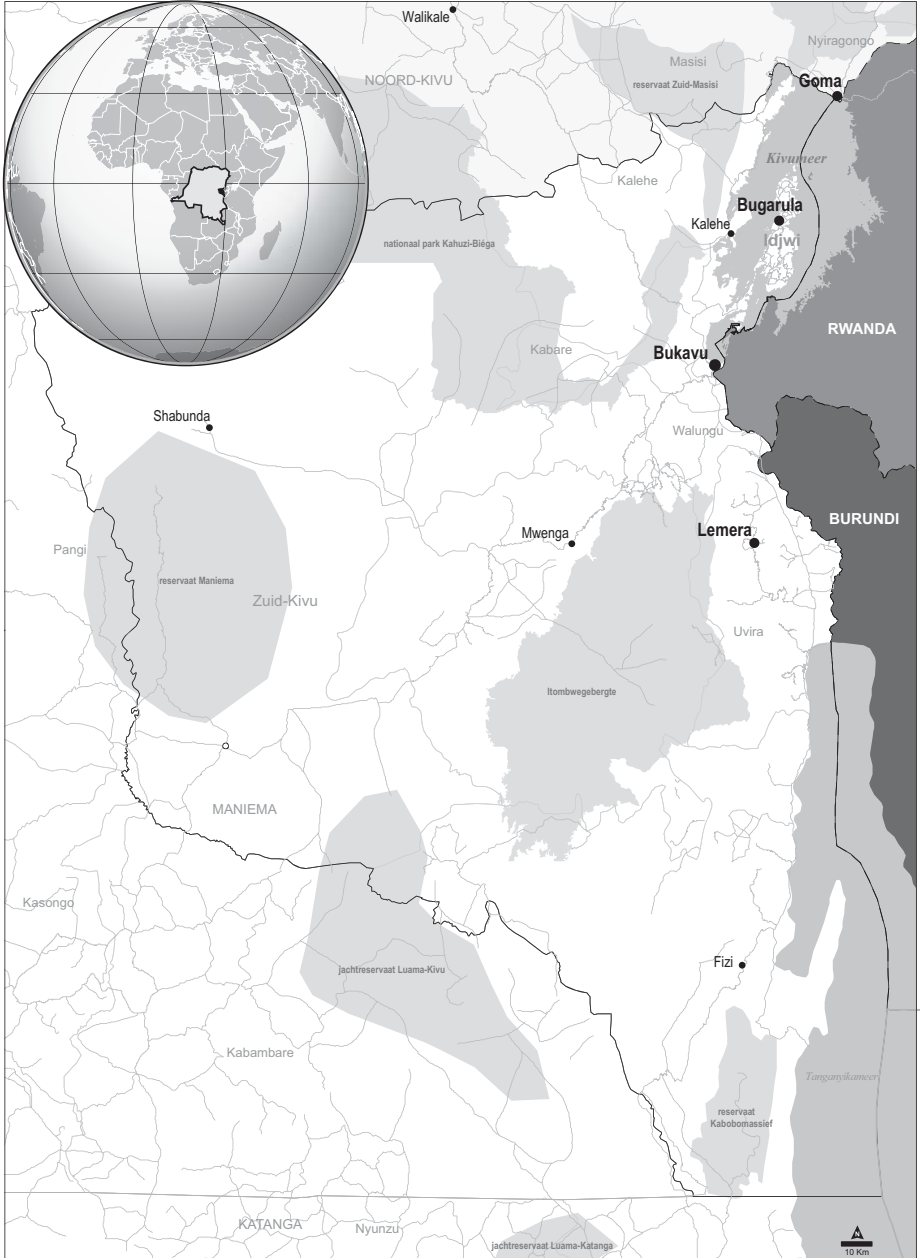 Walikale
Nyiragongo
Masisi
NOORD-KIVU
reservaat Zuid-Masisi
Goma
Kivumeer
Kalehe
Bugarula
Kalehe
Idjwi
nationaal park Kahuzi-Biéga
RWANDA
Kabare
Bukavu
Shabunda
Walungu
BURUNDI
Mwenga
Lemera
Pangi
reservaat Maniema
Zuid-Kivu
Uvira
Itombwegebergte
MANIEMA
Kasongo
Fizi
jachtreservaat Luama-Kivu
Kabambare
Tanganyikameer
reservaat
Kabobomassief
KATANGA
Nyunzu
jachtreservaat Luama-Katanga
N
10 Km